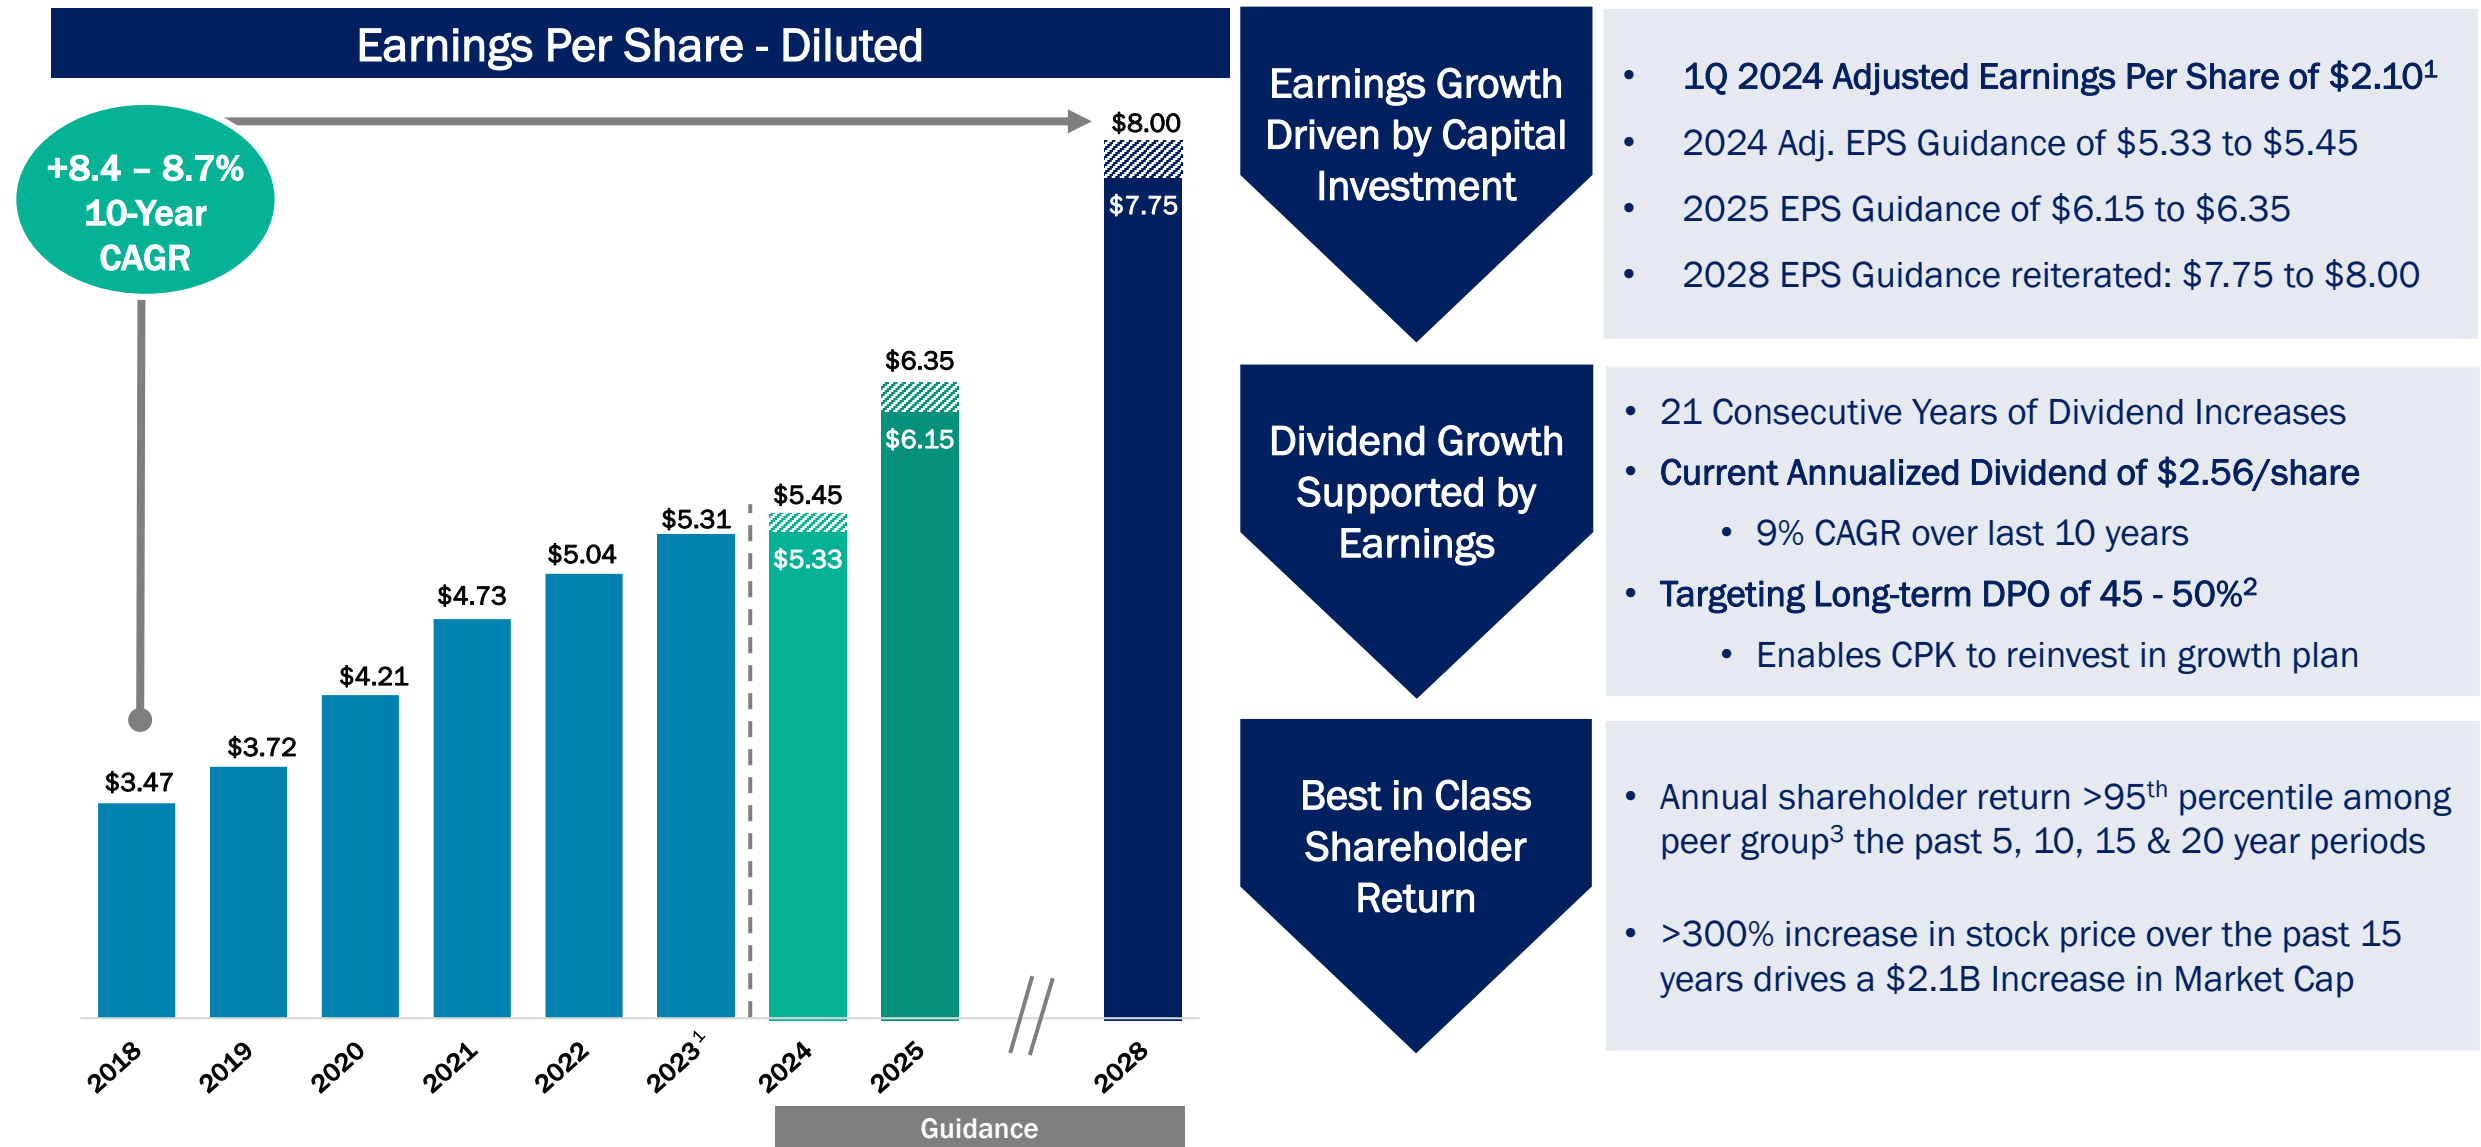 Earnings Per Share - Diluted
+8.4 – 8.7%
10-Year
CAGR
$3.47
$3.72
$4.21
$4.73
$5.04
$5.31
$5.45
$5.33
$6.35
$6.15
$8.00
$7.75
2018
2019
2020
2021
2022
2023¹
2024
2025
2028
Guidance
Earnings Growth
Driven by Capital
Investment
• 1Q 2024 Adjusted Earnings Per Share of $2.10¹
• 2024 Adj. EPS Guidance of $5.33 to $5.45
• 2025 EPS Guidance of $6.15 to $6.35
• 2028 EPS Guidance reiterated: $7.75 to $8.00
Dividend Growth
Supported by
Earnings
• 21 Consecutive Years of Dividend Increases
• Current Annualized Dividend of $2.56/share
• 9% CAGR over last 10 years
• Targeting Long-term DPO of 45 - 50%²
• Enables CPK to reinvest in growth plan
Best in Class
Shareholder
Return
• Annual shareholder return >95th percentile among
peer group³ the past 5, 10, 15 & 20 year periods
• >300% increase in stock price over the past 15
years drives a $2.1B Increase in Market Cap